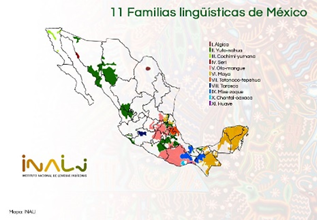 11 Familias lingüísticas de México
I. Álgica
II. Yuto-nahua
III. Cochimí-yumana
IV. Seri
V. Oto-mangue
VI. Maya
VII. Totonaco-tepehua
VIII. Tarasca
IX. Mixe-zoque
X. Chontal-oaxaca
XI. Huave
INALI
INSTITUTO NACIONAL DE LENGUAS INDÍGENAS
Mapa: INALI